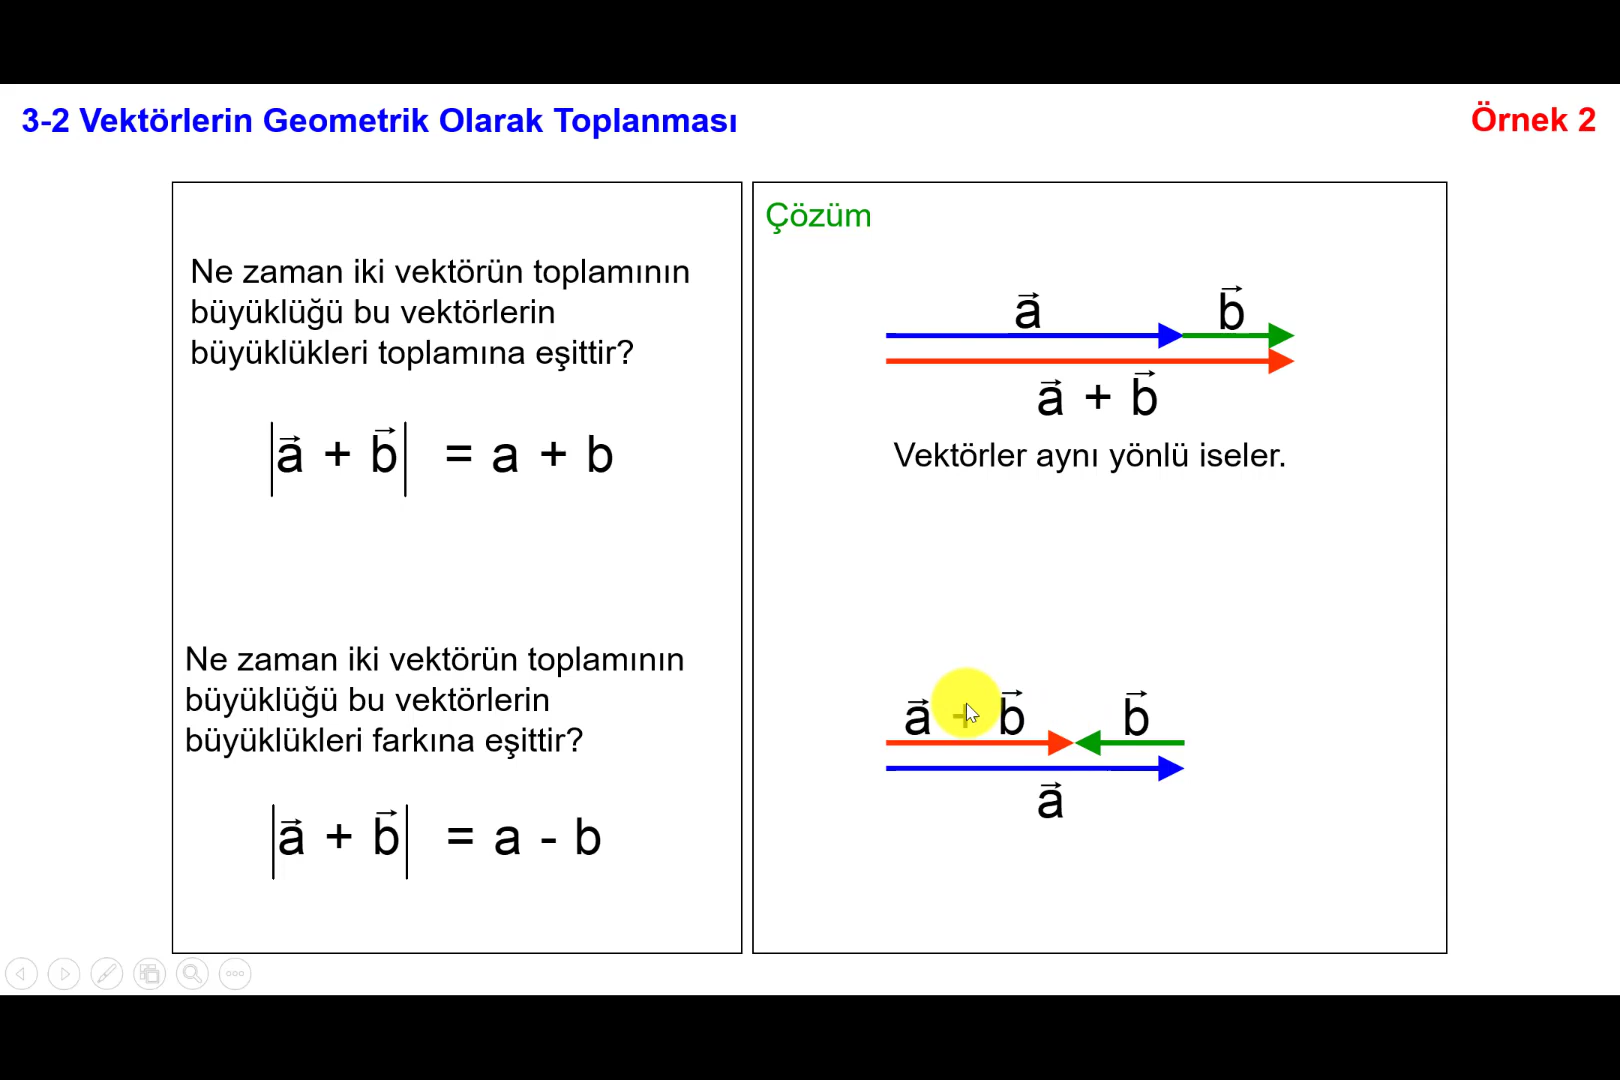 3-2 Vektörlerin Geometrik Olarak Toplanması
Örnek 2
Ne zaman iki vektörün toplamının
büyüklüğü bu vektörlerin
büyüklükleri toplamına eşittir?
|a⃗ + b⃗| = a + b
Ne zaman iki vektörün toplamının
büyüklüğü bu vektörlerin
büyüklükleri farkına eşittir?
|a⃗ + b⃗| = a - b
Çözüm
a⃗ b⃗
a⃗ + b⃗
Vektörler aynı yönlü iseler.
a⃗ + b⃗ b⃗
a⃗